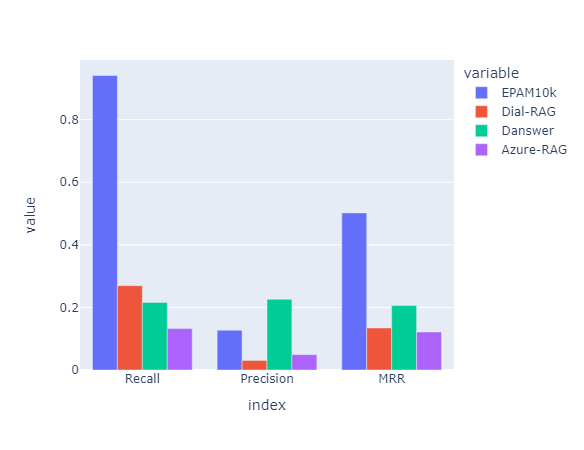 variable
EPAM10k
Dial-RAG
Danswer
Azure-RAG
value
0.8
0.6
0.4
0.2
0
Recall Precision MRR
index